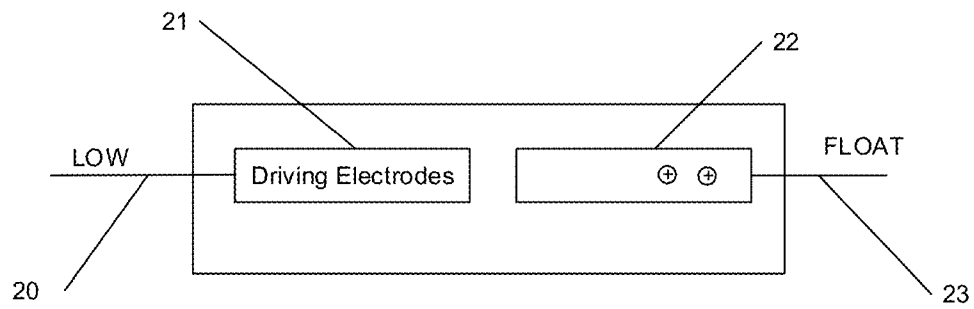 21
22
LOW
FLOAT
Driving Electrodes
+ +
20
23